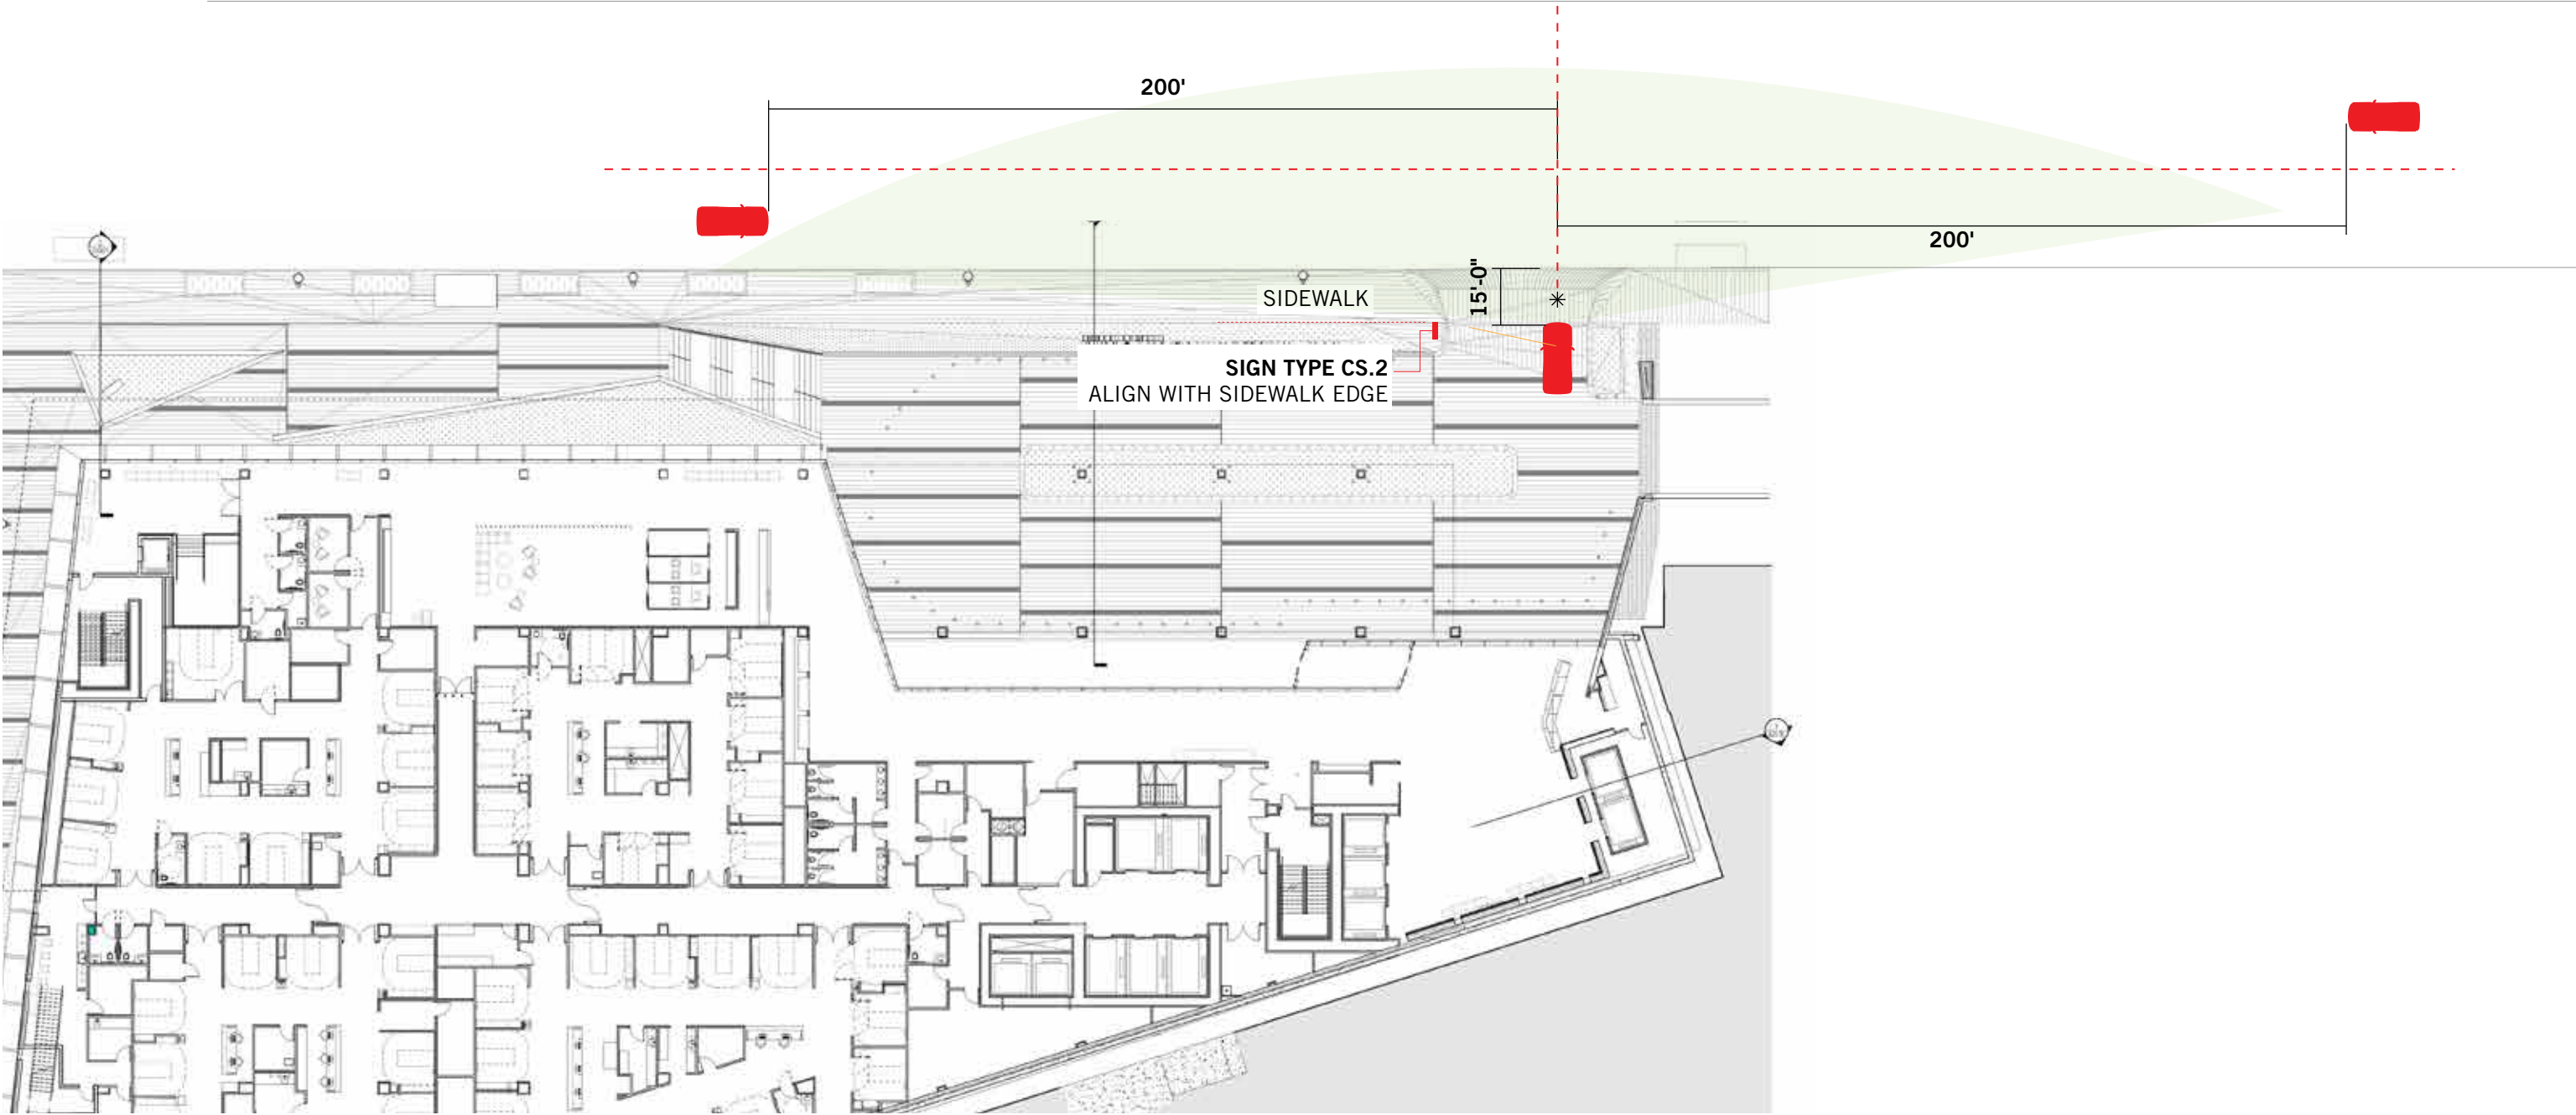 200'
200'
15'-0"
SIDEWALK
SIGN TYPE CS.2
ALIGN WITH SIDEWALK EDGE